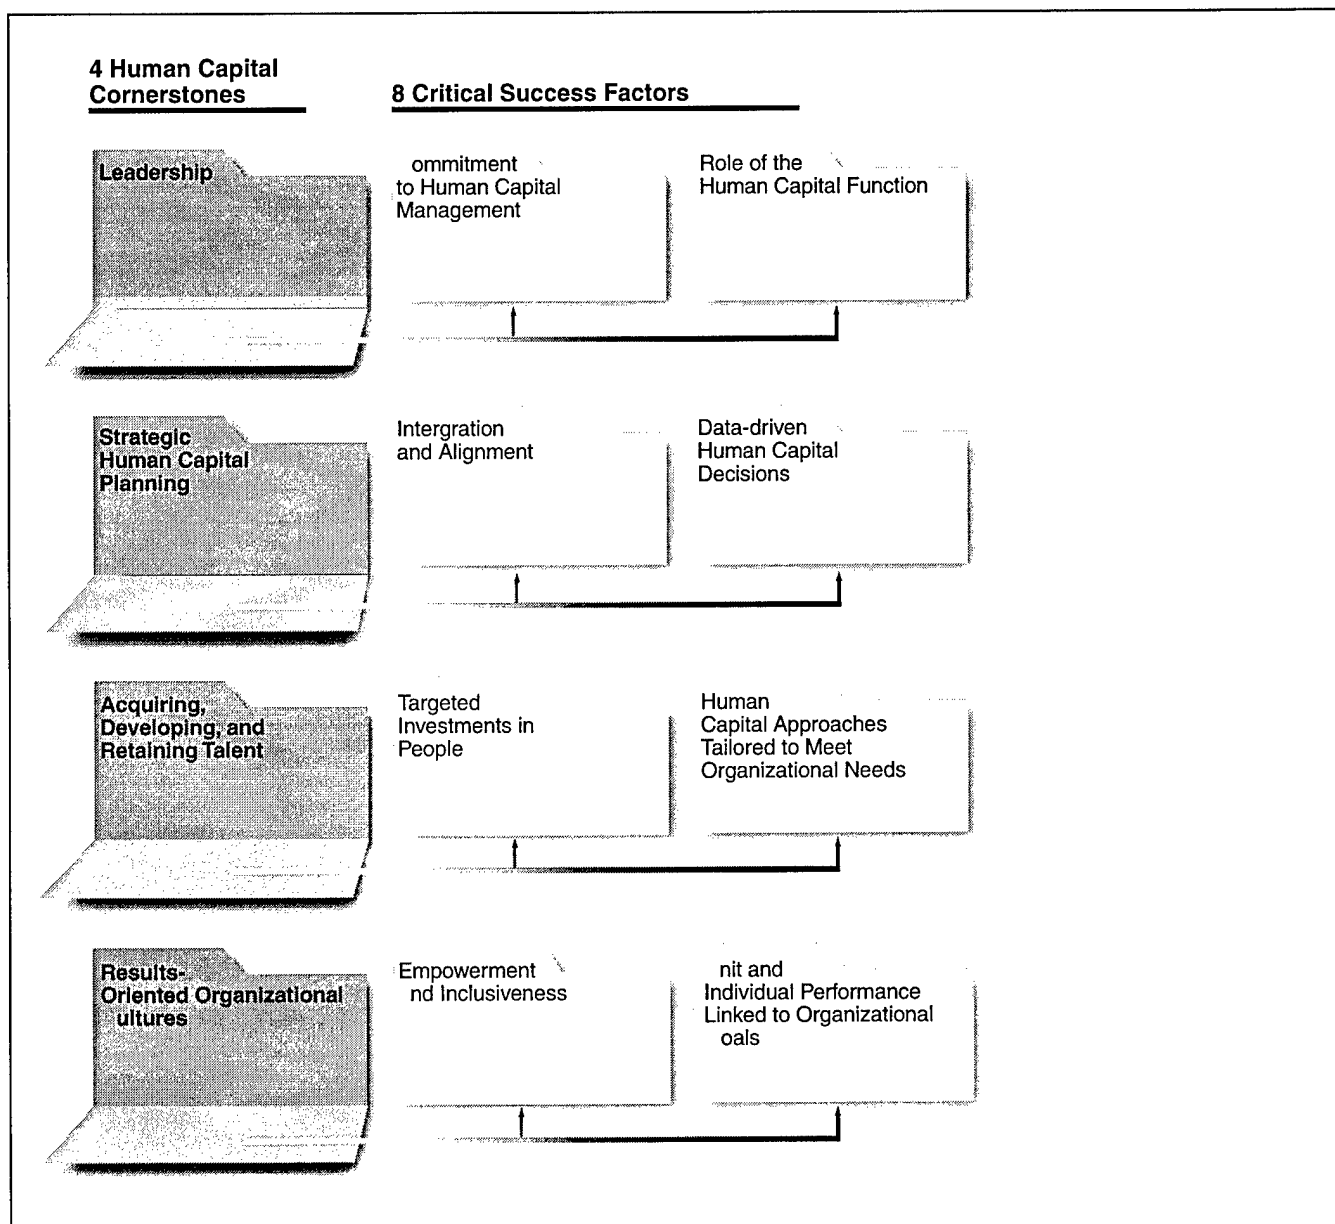 4 Human Capital
Cornerstones
8 Critical Success Factors
Leadership
ommitment
to Human Capital
Management
Role of the
Human Capital Function
Strategic
Human Capital
Planning
Intergration
and Alignment
Data-driven
Human Capital
Decisions
Acquiring,
Developing, and
Retaining Talent
Targeted
Investments in
People
Human
Capital Approaches
Tailored to Meet
Organizational Needs
Results-
Oriented Organizational
ultures
Empowerment
nd Inclusiveness
nit and
Individual Performance
Linked to Organizational
oals